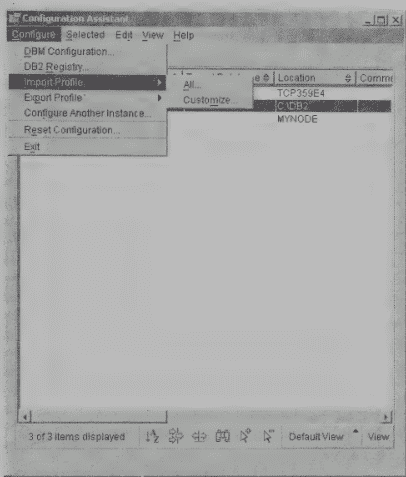 Configuration Assistant
Configure Selected Edit View Help
DBM Configuration...
DB2 Registry...
Import Profile
All...
Customize...
Export Profile
Configure Another Instance...
Reset Configuration...
Exit
Location
TCP359E4
C:\DB2
MYNODE
3 of 3 items displayed
Default View View